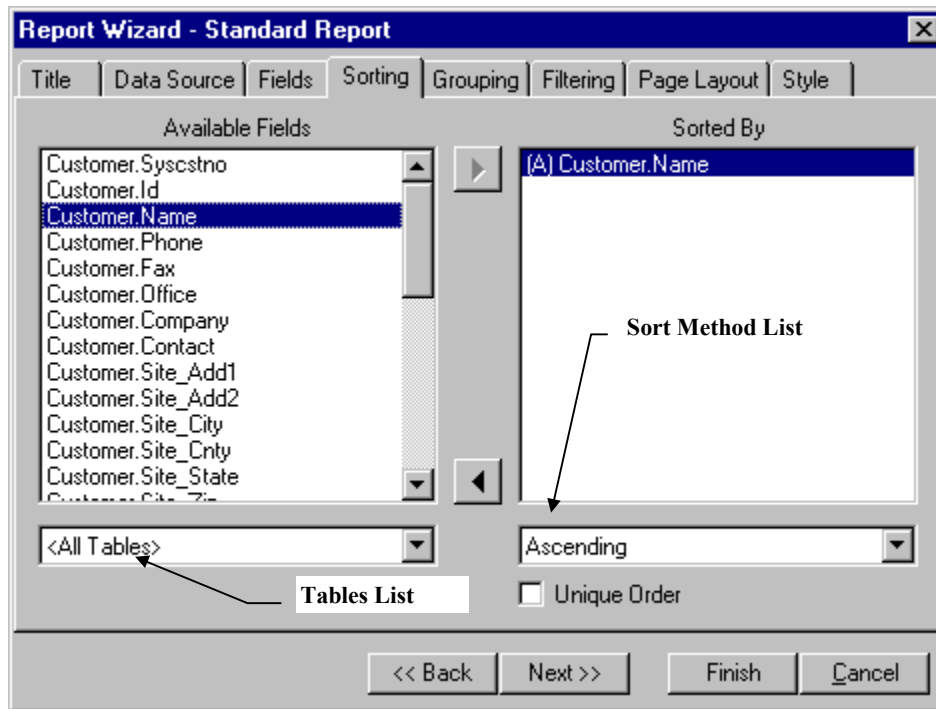 Report Wizard - Standard Report
Title Data Source Fields Sorting Grouping Filtering Page Layout Style
Available Fields
Customer.Syscstno
Customer.Id
Customer.Name
Customer.Phone
Customer.Fax
Customer.Office
Customer.Company
Customer.Contact
Customer.Site_Add1
Customer.Site_Add2
Customer.Site_City
Customer.Site_Cnty
Customer.Site_State
Customer.Site_Zip
<All Tables>
Tables List
Sorted By
(A) Customer.Name
Sort Method List
Ascending
Unique Order
<< Back Next >> Finish Cancel